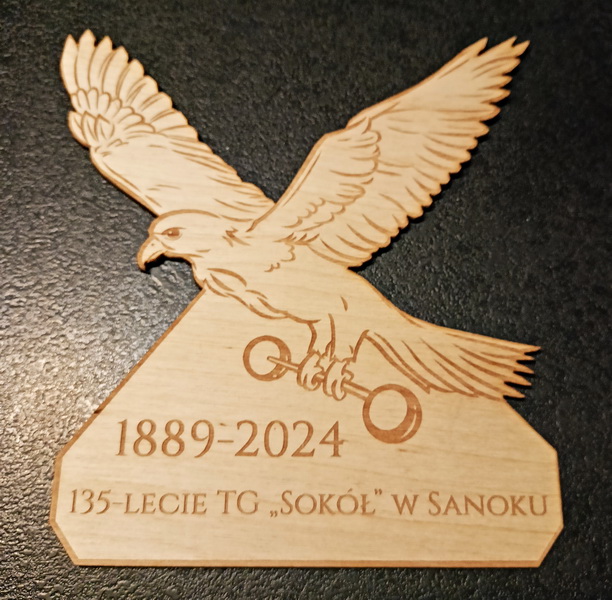 1889-2024
135-LECIE TG „SOKÓŁ” W SANOKU